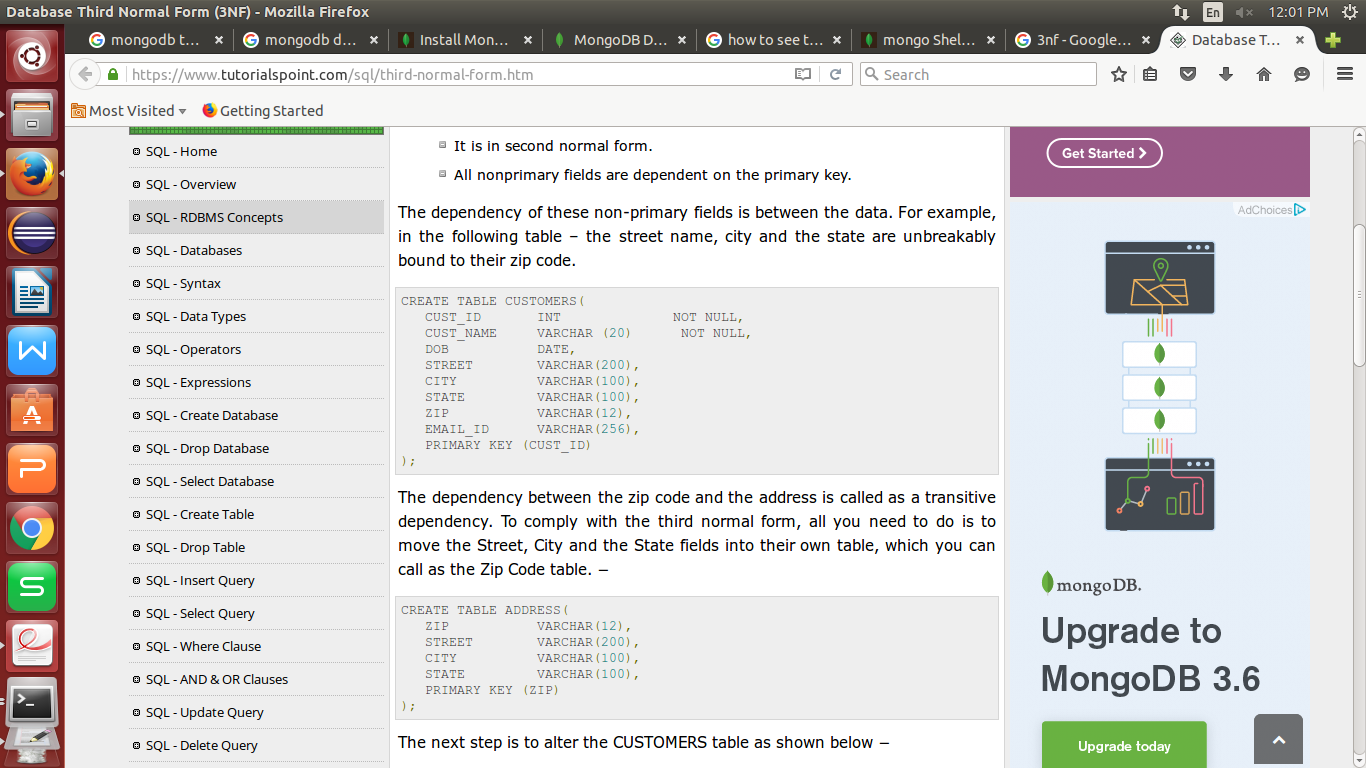 Database Third Normal Form (3NF) - Mozilla Firefox
En
12:01 PM
mongodb t...
mongodb d...
Install Mon...
MongoDB D...
how to see t...
mongo Shel...
3nf - Google...
Database T...
https://www.tutorialspoint.com/sql/third-normal-form.htm
Search
Most Visited
Getting Started
SQL - Home
SQL - Overview
SQL - RDBMS Concepts
SQL - Databases
SQL - Syntax
SQL - Data Types
SQL - Operators
SQL - Expressions
SQL - Create Database
SQL - Drop Database
SQL - Select Database
SQL - Create Table
SQL - Drop Table
SQL - Insert Query
SQL - Select Query
SQL - Where Clause
SQL - AND & OR Clauses
SQL - Update Query
SQL - Delete Query
It is in second normal form.
All nonprimary fields are dependent on the primary key.
The dependency of these non-primary fields is between the data. For example,
in the following table – the street name, city and the state are unbreakably
bound to their zip code.
CREATE TABLE CUSTOMERS(
CUST_ID INT NOT NULL,
CUST_NAME VARCHAR (20) NOT NULL,
DOB DATE,
STREET VARCHAR(200),
CITY VARCHAR(100),
STATE VARCHAR(100),
ZIP VARCHAR(12),
EMAIL_ID VARCHAR(256),
PRIMARY KEY (CUST_ID)
);
The dependency between the zip code and the address is called as a transitive
dependency. To comply with the third normal form, all you need to do is to
move the Street, City and the State fields into their own table, which you can
call as the Zip Code table. −
CREATE TABLE ADDRESS(
ZIP VARCHAR(12),
STREET VARCHAR(200),
CITY VARCHAR(100),
STATE VARCHAR(100),
PRIMARY KEY (ZIP)
);
The next step is to alter the CUSTOMERS table as shown below −
Get Started
AdChoices
mongoDB.
Upgrade to
MongoDB 3.6
Upgrade today